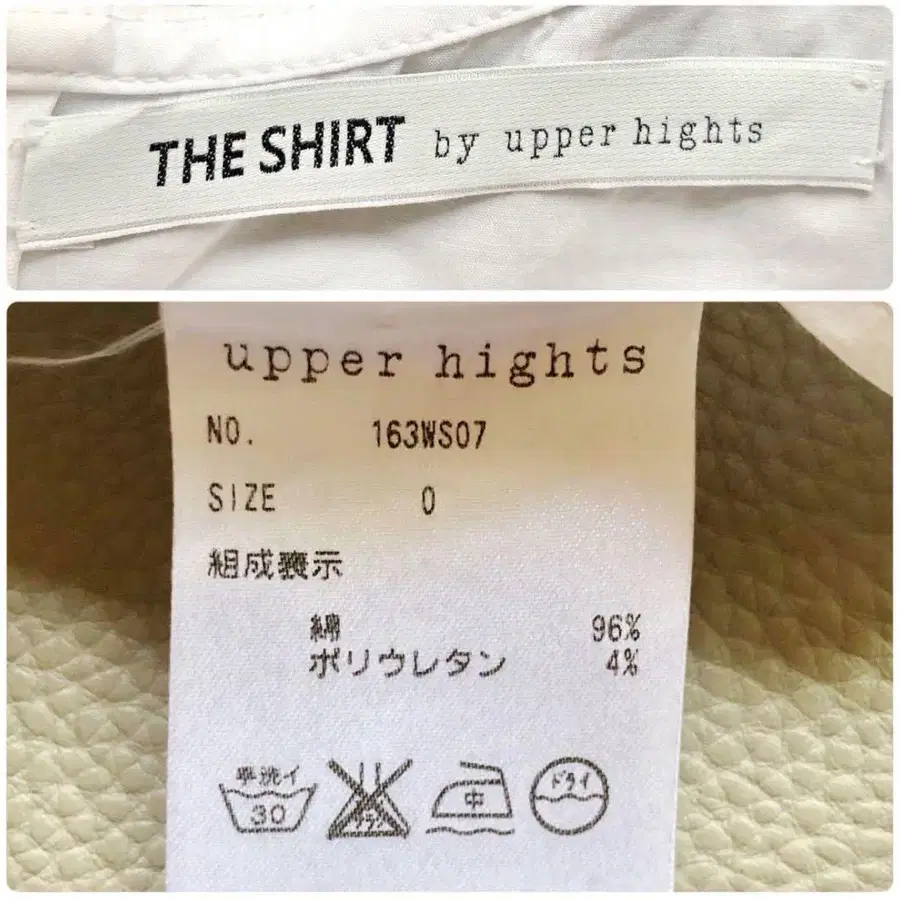 THE SHIRT by upper hights
upper hights
NO. 163WS07
SIZE 0
組成表示
綿 96%
ポリウレタン 4%
手洗イ
30
中
ドライ